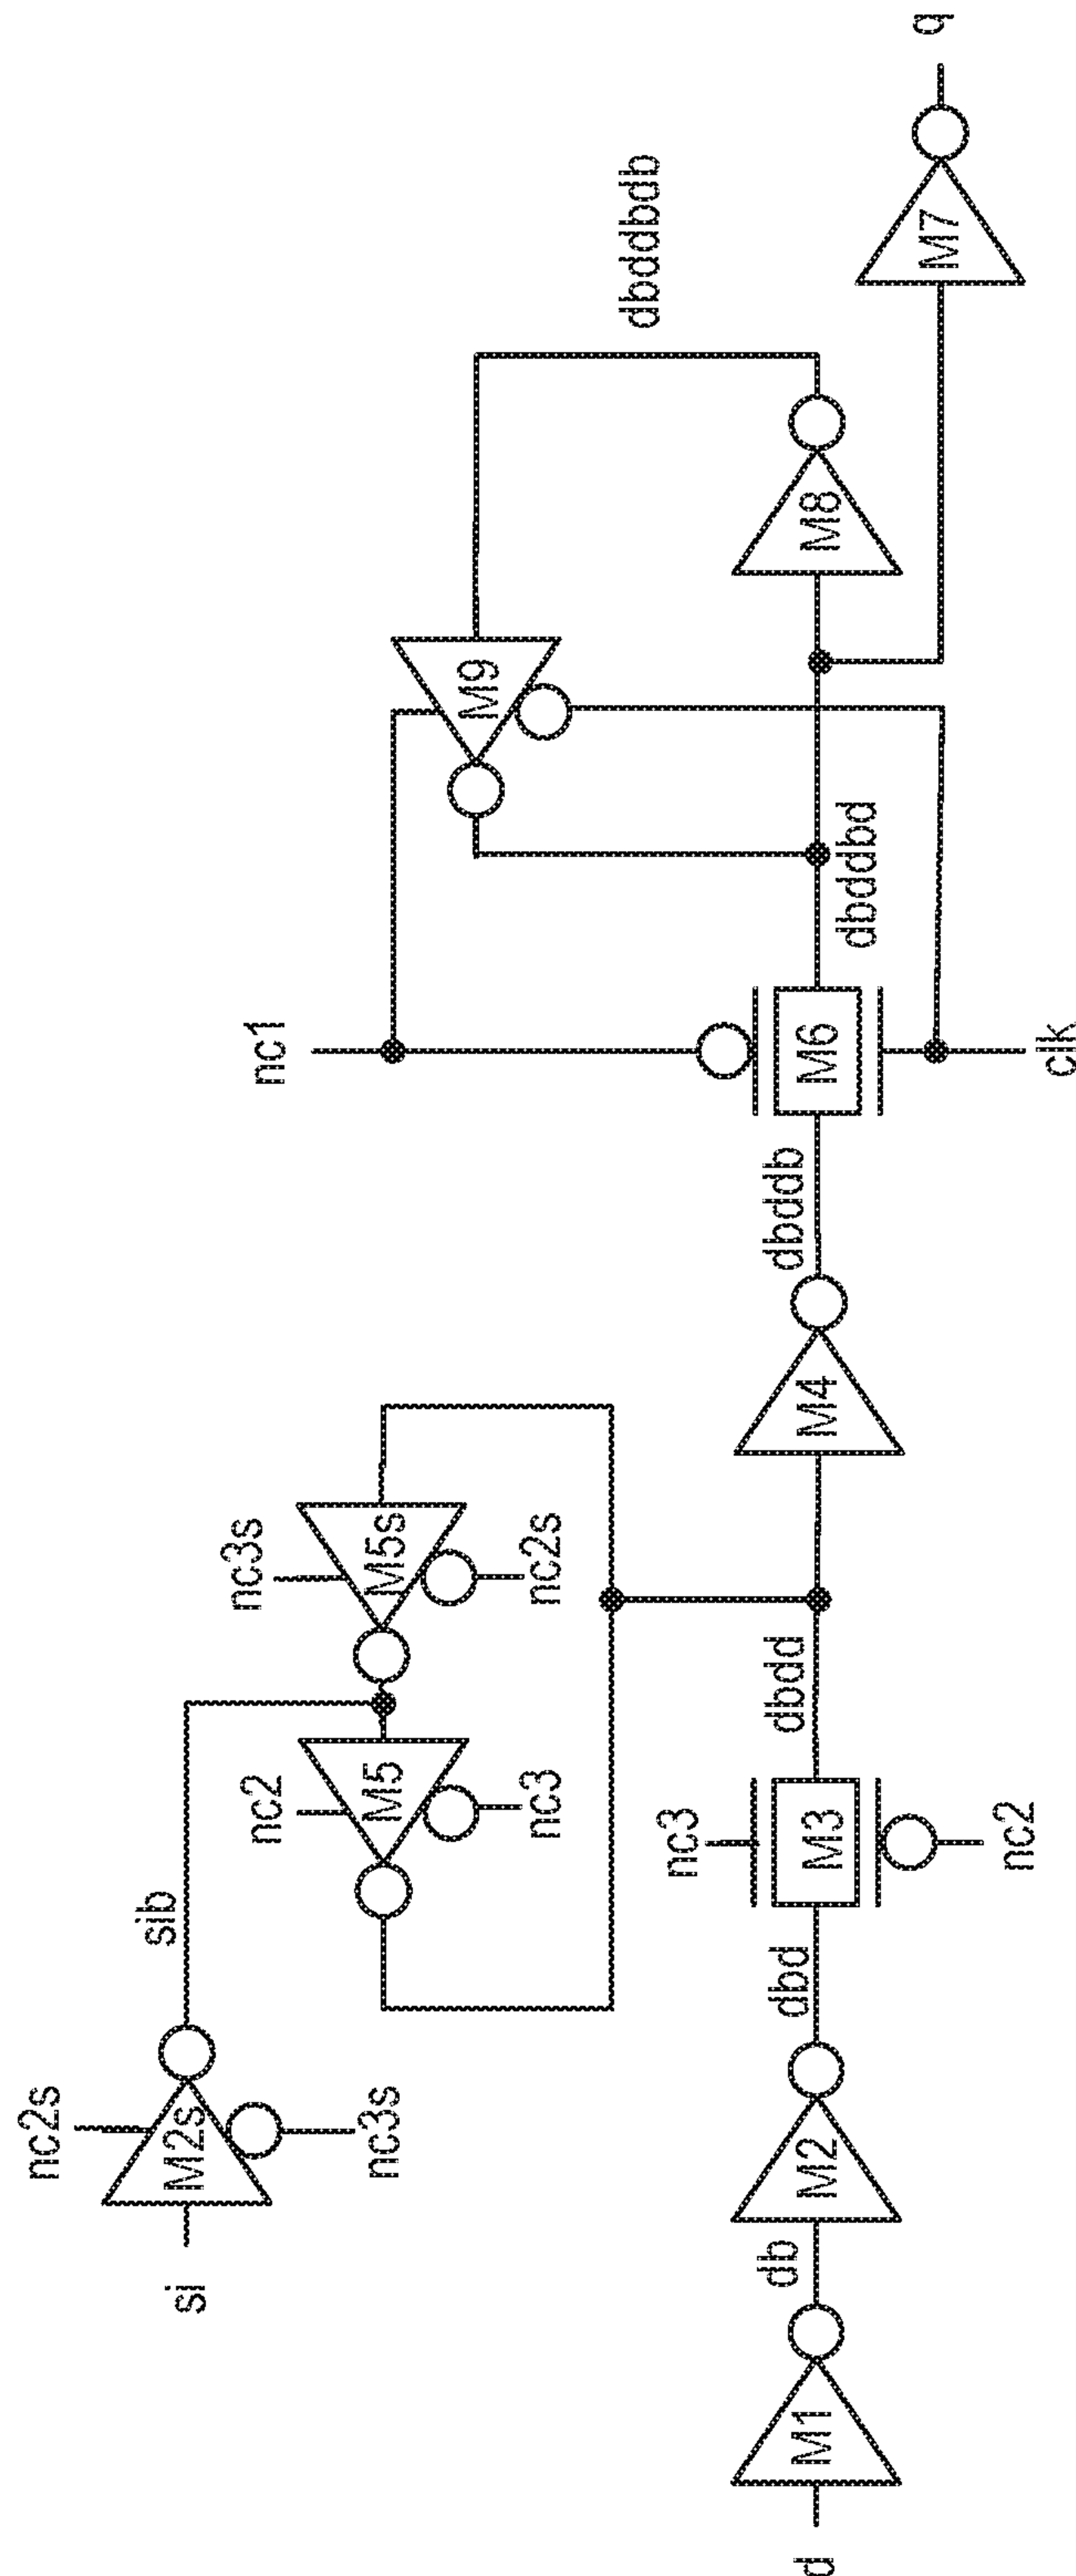 si
nc2s
M2s
nc3s
sib
nc2
M5
nc3
nc3s
M5s
nc2s
d
M1
db
M2
dbd
nc3
M3
nc2
dbdd
M4
dbddb
nc1
M6
clk
dbddbd
M9
M8
dbddbdb
M7
q